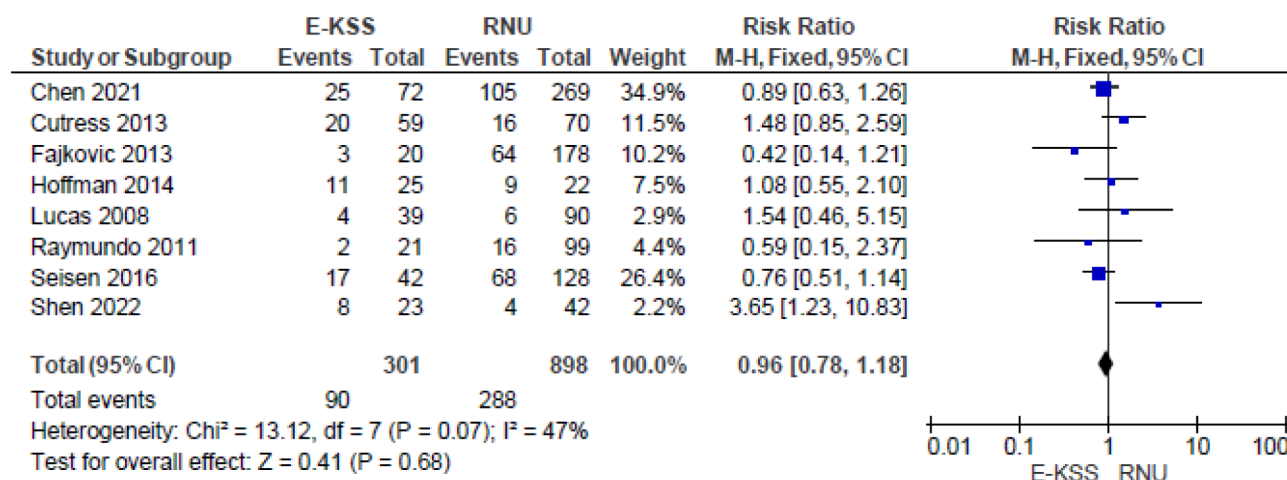 E-KSS RNU Risk Ratio Risk Ratio
Study or Subgroup Events Total Events Total Weight M-H, Fixed, 95% CI M-H, Fixed, 95% CI
Chen 2021 25 72 105 269 34.9% 0.89 [0.63, 1.26]
Cutress 2013 20 59 16 70 11.5% 1.48 [0.85, 2.59]
Fajkovic 2013 3 20 64 178 10.2% 0.42 [0.14, 1.21]
Hoffman 2014 11 25 9 22 7.5% 1.08 [0.55, 2.10]
Lucas 2008 4 39 6 90 2.9% 1.54 [0.46, 5.15]
Raymundo 2011 2 21 16 99 4.4% 0.59 [0.15, 2.37]
Seisen 2016 17 42 68 128 26.4% 0.76 [0.51, 1.14]
Shen 2022 8 23 4 42 2.2% 3.65 [1.23, 10.83]
Total (95% CI) 301 898 100.0% 0.96 [0.78, 1.18]
Total events 90 288
Heterogeneity: Chi² = 13.12, df = 7 (P = 0.07); I² = 47%
Test for overall effect: Z = 0.41 (P = 0.68)
0.01 0.1 1 10 100
E-KSS RNU